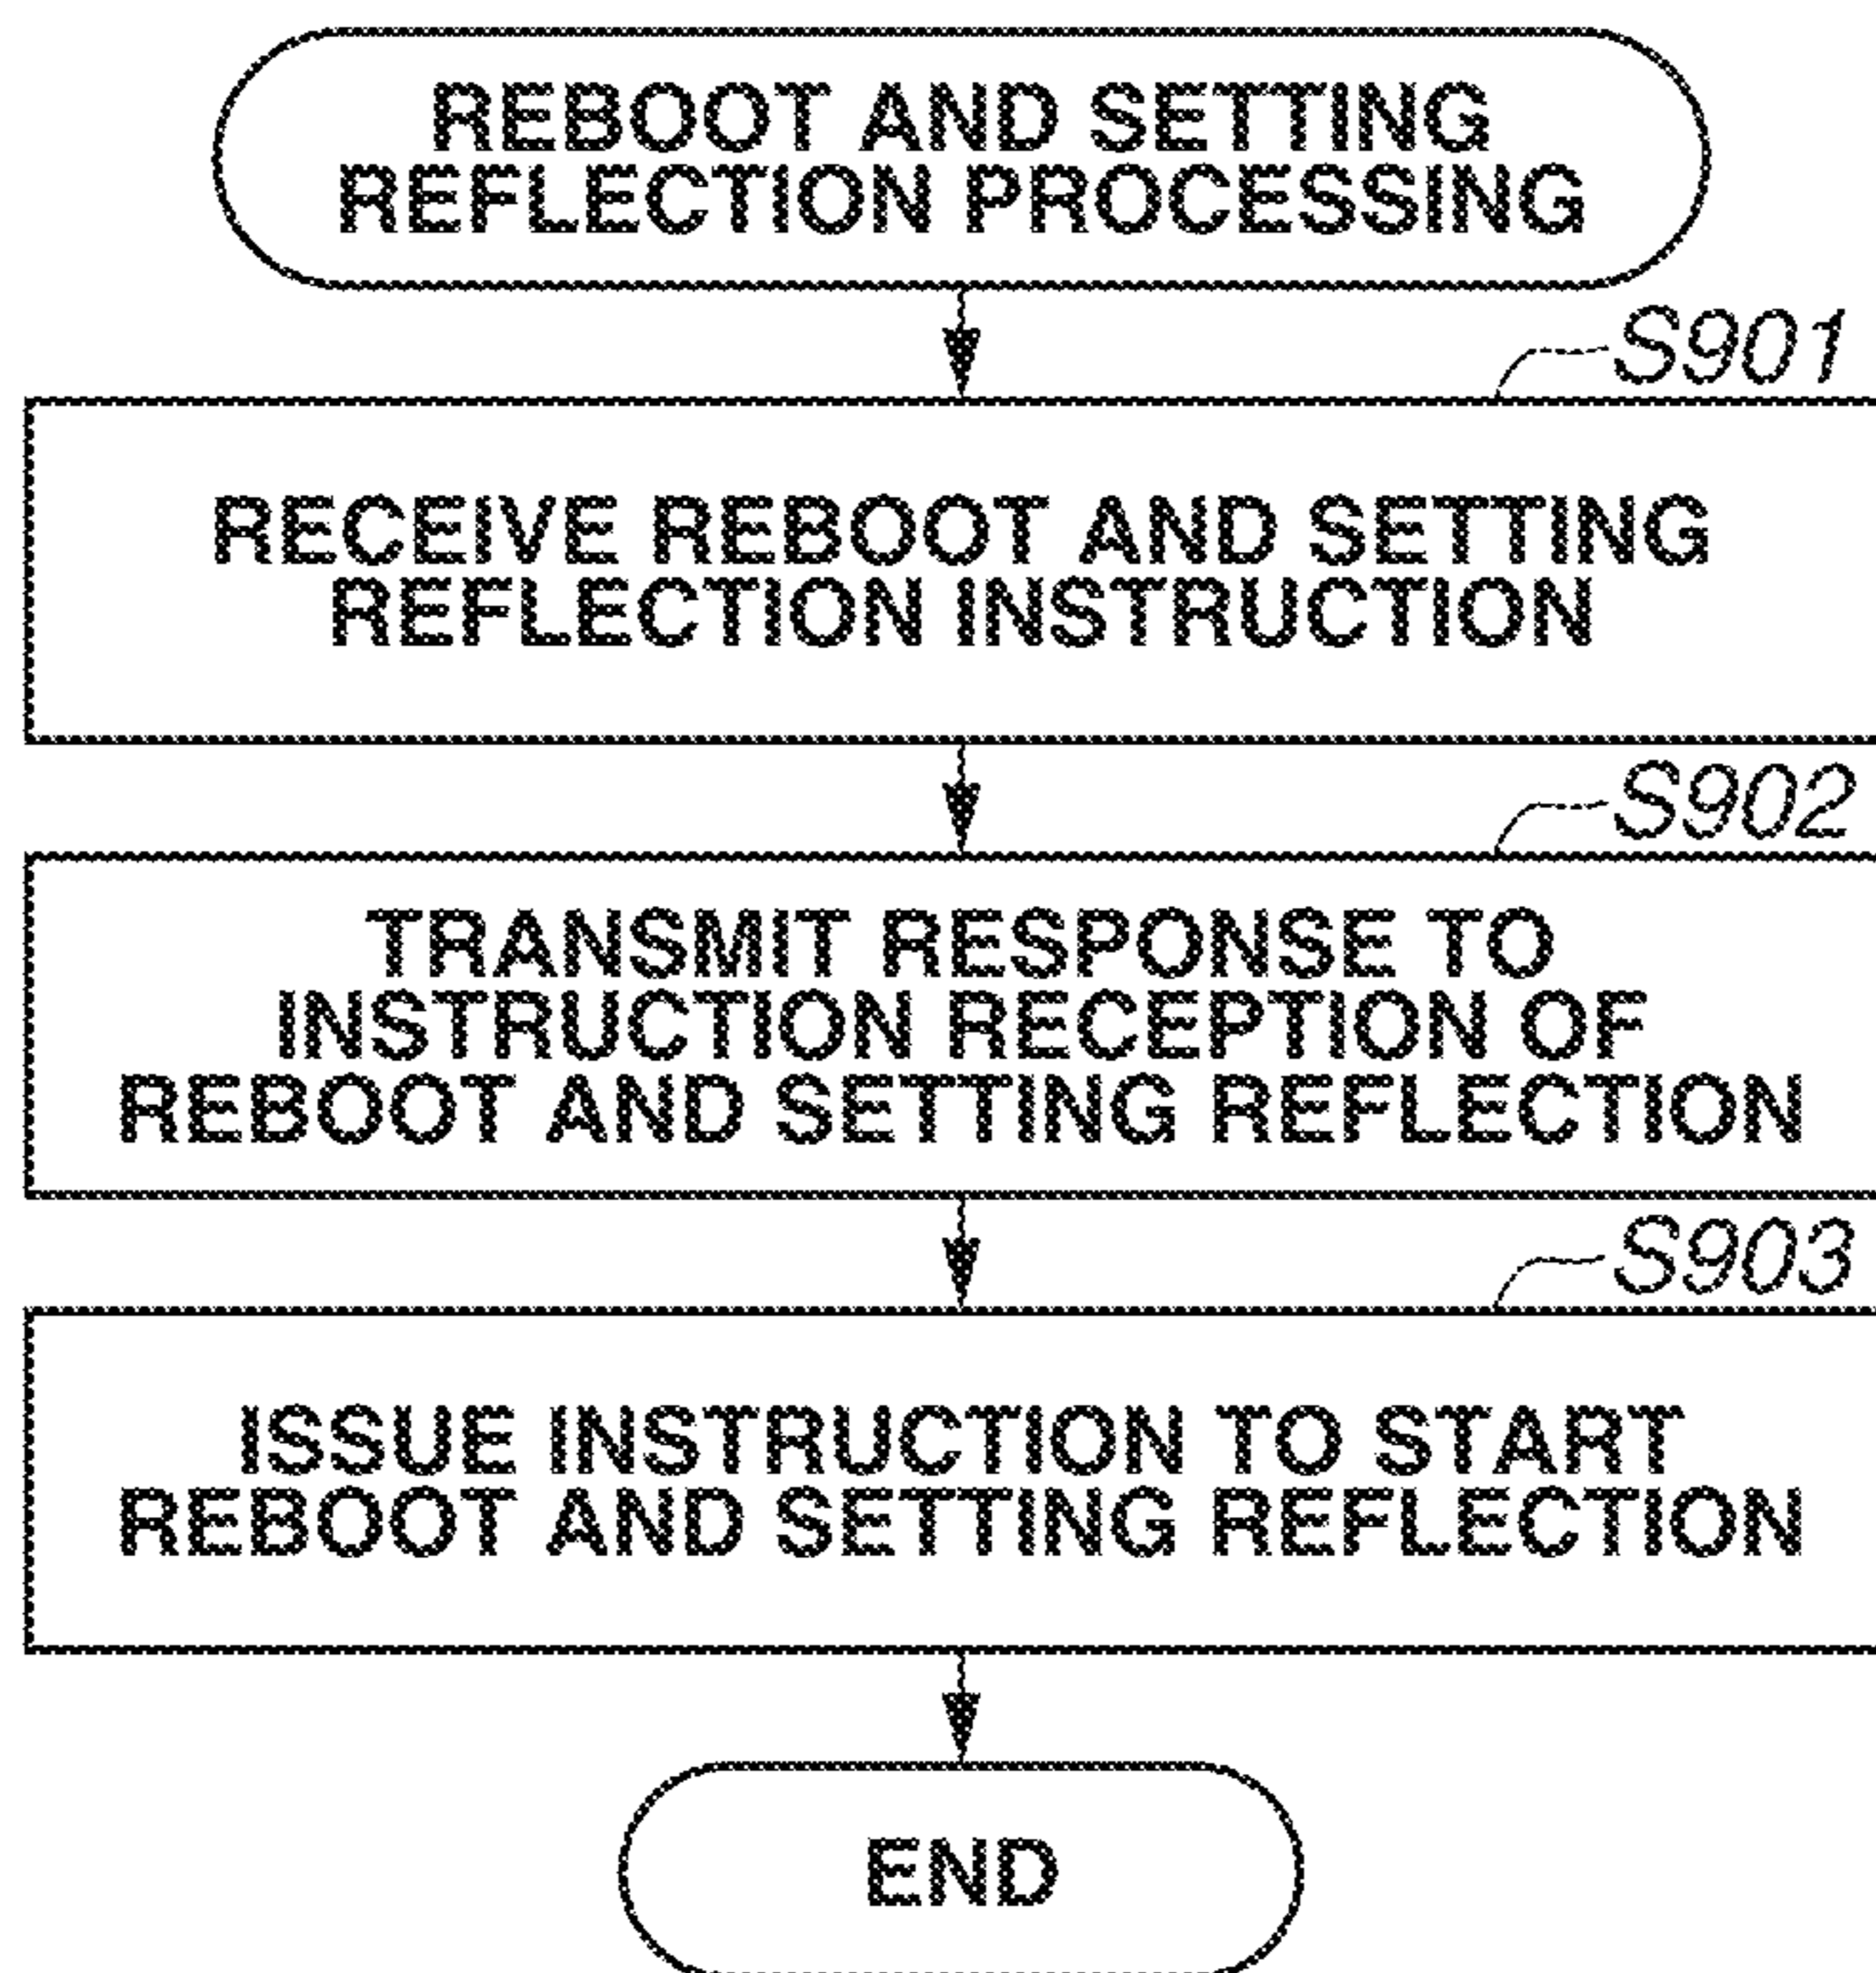 REBOOT AND SETTING
REFLECTION PROCESSING
S901
RECEIVE REBOOT AND SETTING
REFLECTION INSTRUCTION
S902
TRANSMIT RESPONSE TO
INSTRUCTION RECEPTION OF
REBOOT AND SETTING REFLECTION
S903
ISSUE INSTRUCTION TO START
REBOOT AND SETTING REFLECTION
END